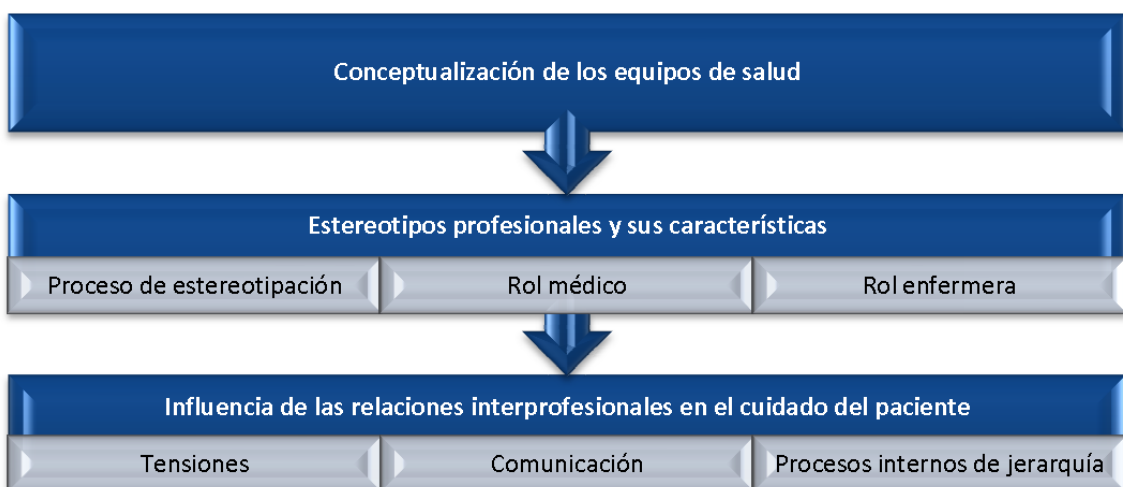 Conceptualización de los equipos de salud
Estereotipos profesionales y sus características
Proceso de estereotipación
Rol médico
Rol enfermera
Influencia de las relaciones interprofesionales en el cuidado del paciente
Tensiones
Comunicación
Procesos internos de jerarquía